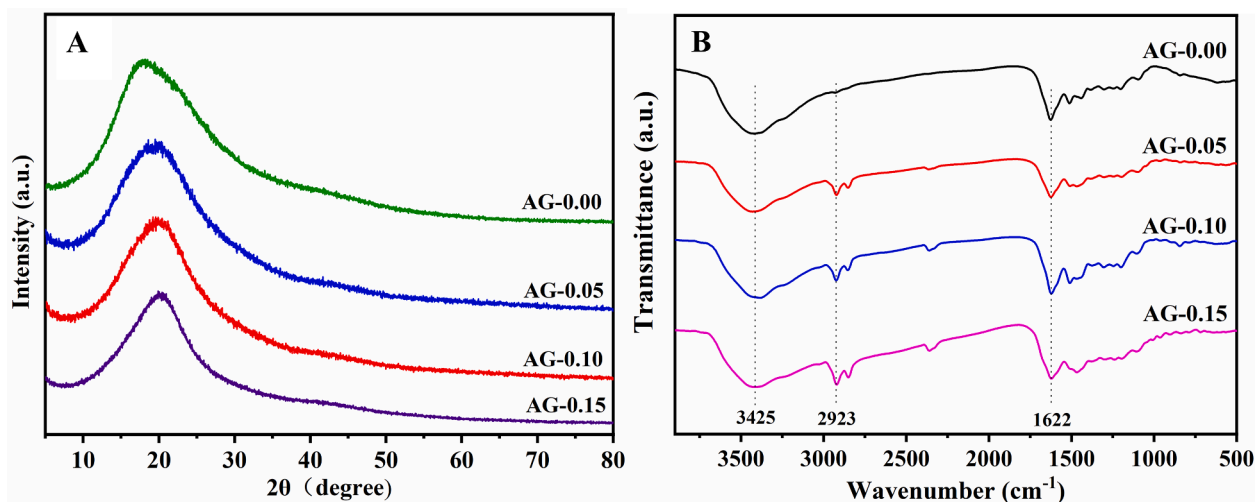 A
AG-0.00
AG-0.05
AG-0.10
AG-0.15
Intensity (a.u.)
10 20 30 40 50 60 70 80
2θ（degree）
B
AG-0.00
AG-0.05
AG-0.10
AG-0.15
3425 2923 1622
Transmittance (a.u.)
3500 3000 2500 2000 1500 1000 500
Wavenumber (cm⁻¹)